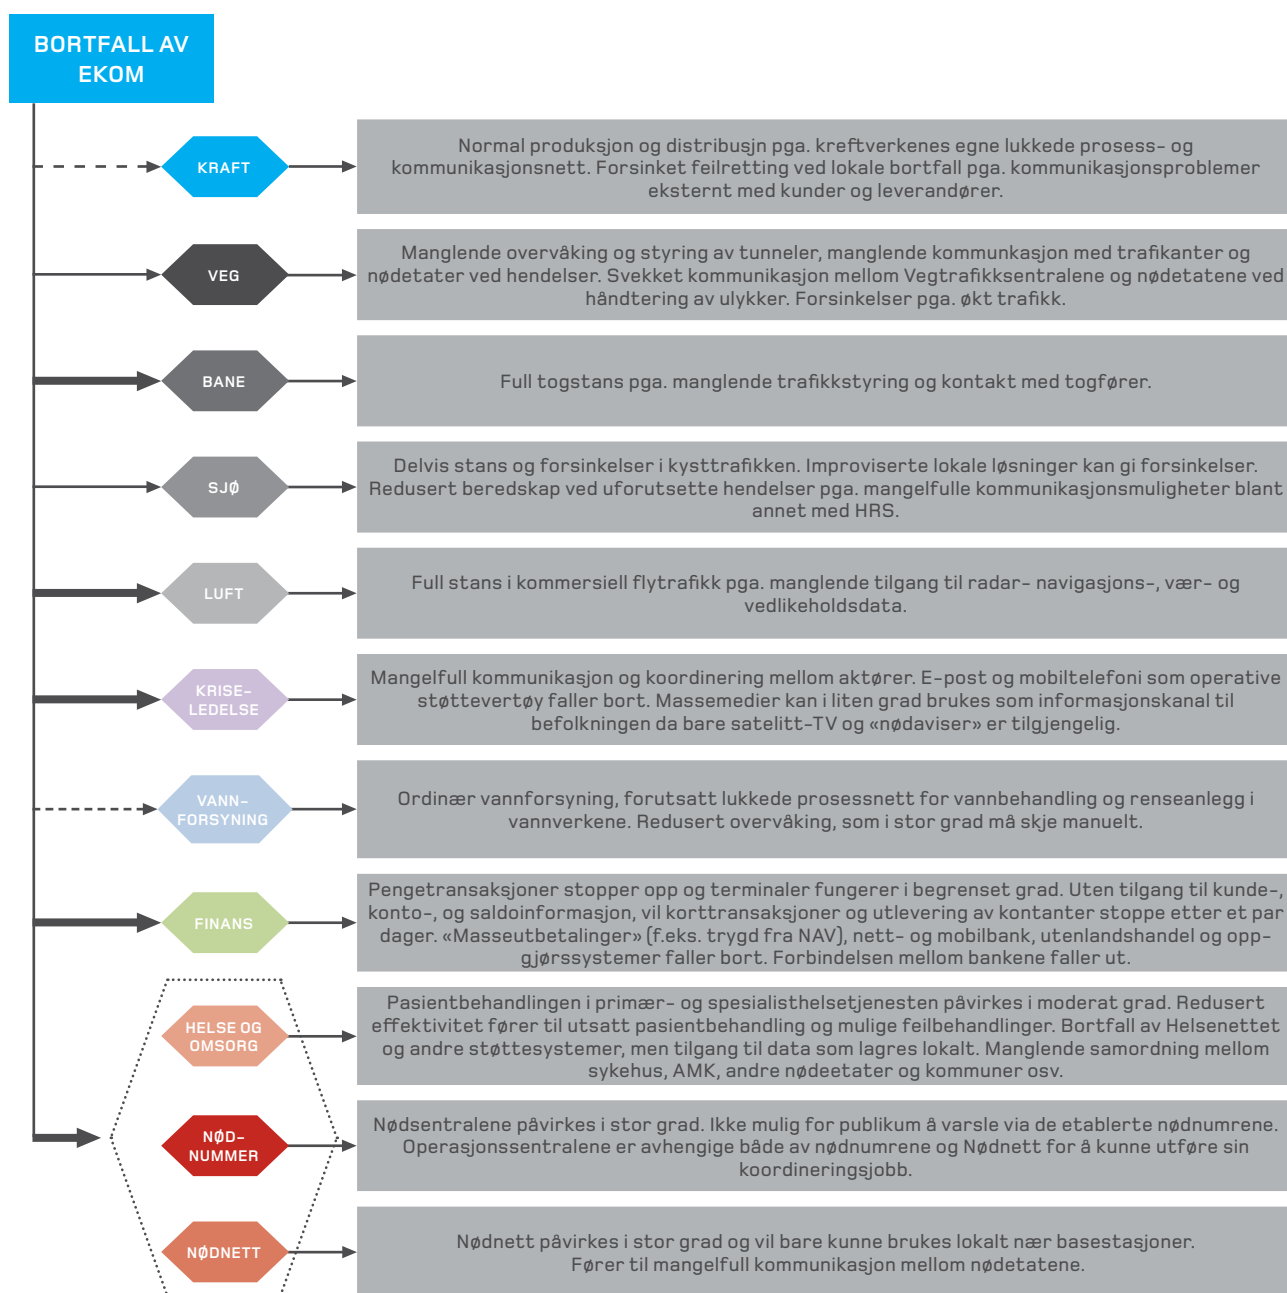 BORTFALL AV
EKOM
KRAFT
Normal produksjon og distribusjn pga. kreftverkenes egne lukkede prosess- og
kommunikasjonsnett. Forsinket feilretting ved lokale bortfall pga. kommunikasjonsproblemer
eksternt med kunder og leverandører.
VEG
Manglende overvåking og styring av tunneler, manglende kommunkasjon med trafikanter og
nødetater ved hendelser. Svekket kommunikasjon mellom Vegtrafikksentralene og nødetatene ved
håndtering av ulykker. Forsinkelser pga. økt trafikk.
BANE
Full togstans pga. manglende trafikkstyring og kontakt med togfører.
SJØ
Delvis stans og forsinkelser i kysttrafikken. Improviserte lokale løsninger kan gi forsinkelser.
Redusert beredskap ved uforutsette hendelser pga. mangelfulle kommunikasjonsmuligheter blant
annet med HRS.
LUFT
Full stans i kommersiell flytrafikk pga. manglende tilgang til radar- navigasjons-, vær- og
vedlikeholdsdata.
KRISE-
LEDELSE
Mangelfull kommunikasjon og koordinering mellom aktører. E-post og mobiltelefoni som operative
støttevertøy faller bort. Massemedier kan i liten grad brukes som informasjonskanal til
befolkningen da bare satelitt-TV og «nødaviser» er tilgjengelig.
VANN-
FORSYNING
Ordinær vannforsyning, forutsatt lukkede prosessnett for vannbehandling og renseanlegg i
vannverkene. Redusert overvåking, som i stor grad må skje manuelt.
FINANS
Pengetransaksjoner stopper opp og terminaler fungerer i begrenset grad. Uten tilgang til kunde-,
konto-, og saldoinformasjon, vil korttransaksjoner og utlevering av kontanter stoppe etter et par
dager. «Masseutbetalinger» (f.eks. trygd fra NAV), nett- og mobilbank, utenlandshandel og opp-
gjørssystemer faller bort. Forbindelsen mellom bankene faller ut.
HELSE OG
OMSORG
Pasientbehandlingen i primær- og spesialisthelsetjenesten påvirkes i moderat grad. Redusert
effektivitet fører til utsatt pasientbehandling og mulige feilbehandlinger. Bortfall av Helsenettet
og andre støttesystemer, men tilgang til data som lagres lokalt. Manglende samordning mellom
sykehus, AMK, andre nødeetater og kommuner osv.
NØD-
NUMMER
Nødsentralene påvirkes i stor grad. Ikke mulig for publikum å varsle via de etablerte nødnumrene.
Operasjonssentralene er avhengige både av nødnumrene og Nødnett for å kunne utføre sin
koordineringsjobb.
NØDNETT
Nødnett påvirkes i stor grad og vil bare kunne brukes lokalt nær basestasjoner.
Fører til mangelfull kommunikasjon mellom nødetatene.